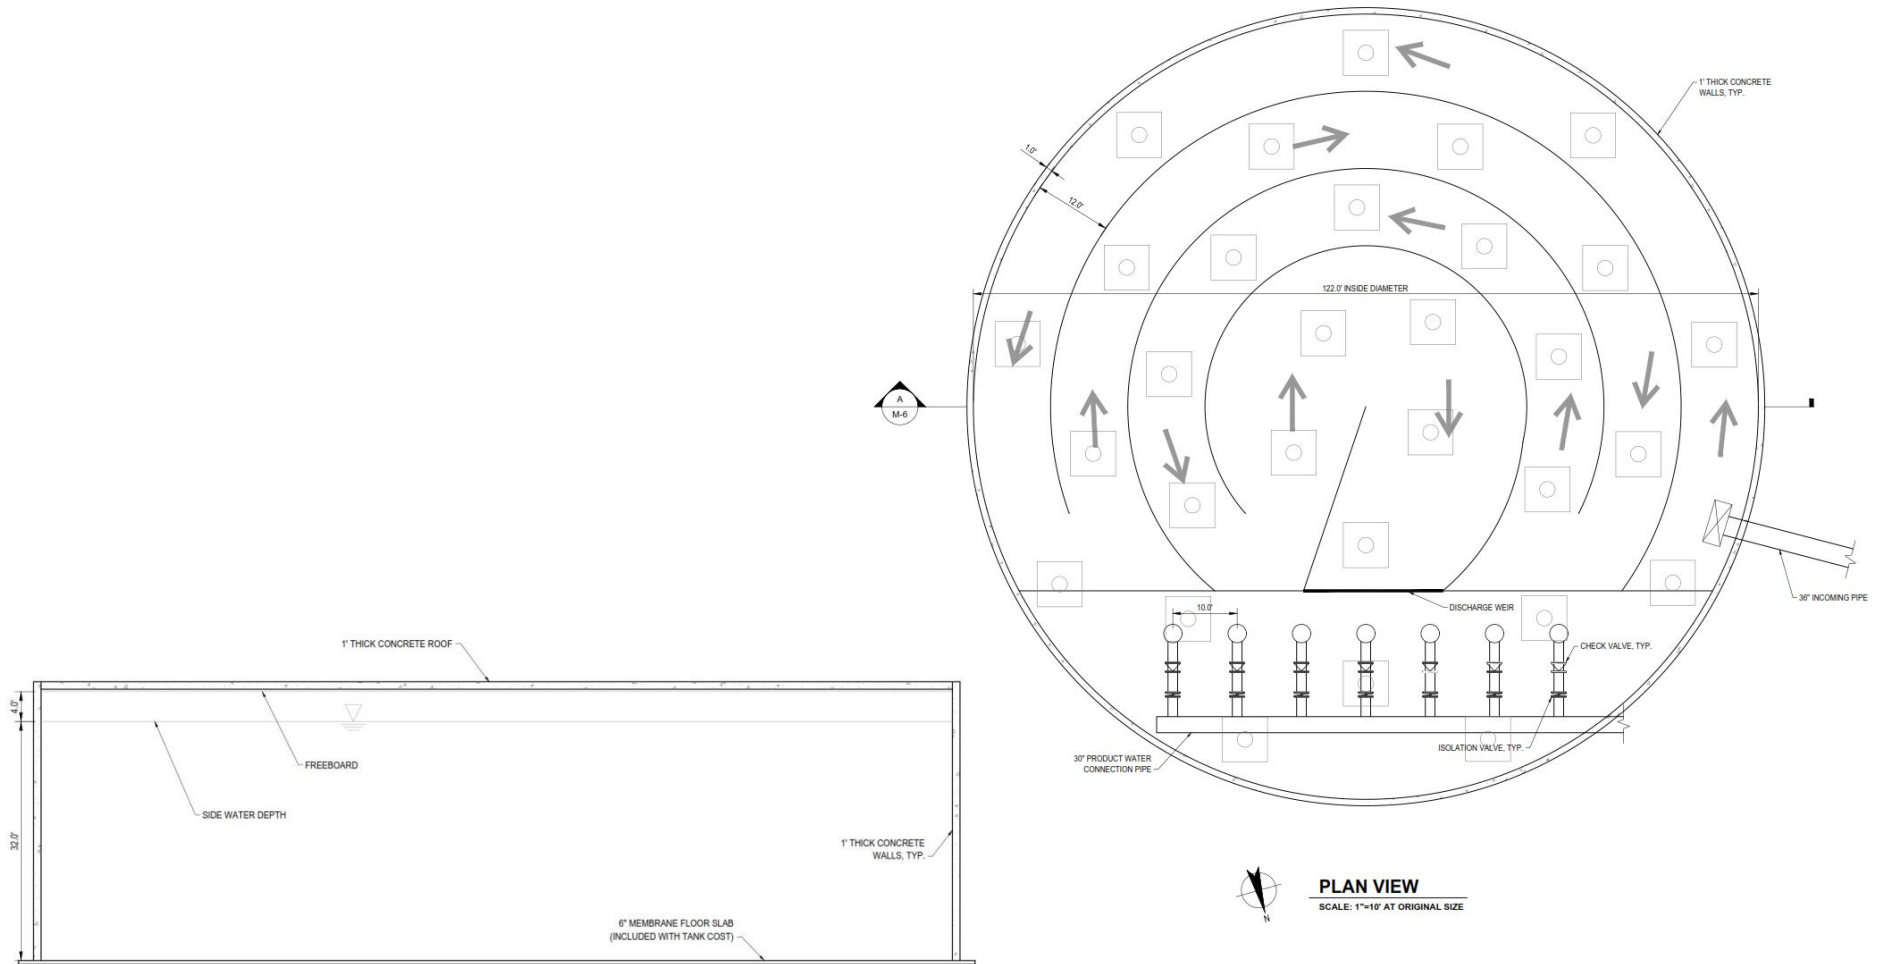 1' THICK CONCRETE
WALLS, TYP.
1.0'
12.0'
122.0' INSIDE DIAMETER
A
M-6
36" INCOMING PIPE
DISCHARGE WEIR
10.0'
CHECK VALVE, TYP.
ISOLATION VALVE, TYP.
30" PRODUCT WATER
CONNECTION PIPE
1' THICK CONCRETE ROOF
4.0'
FREEBOARD
SIDE WATER DEPTH
32.0'
1' THICK CONCRETE
WALLS, TYP.
6" MEMBRANE FLOOR SLAB
(INCLUDED WITH TANK COST)
N
PLAN VIEW
SCALE: 1"=10' AT ORIGINAL SIZE